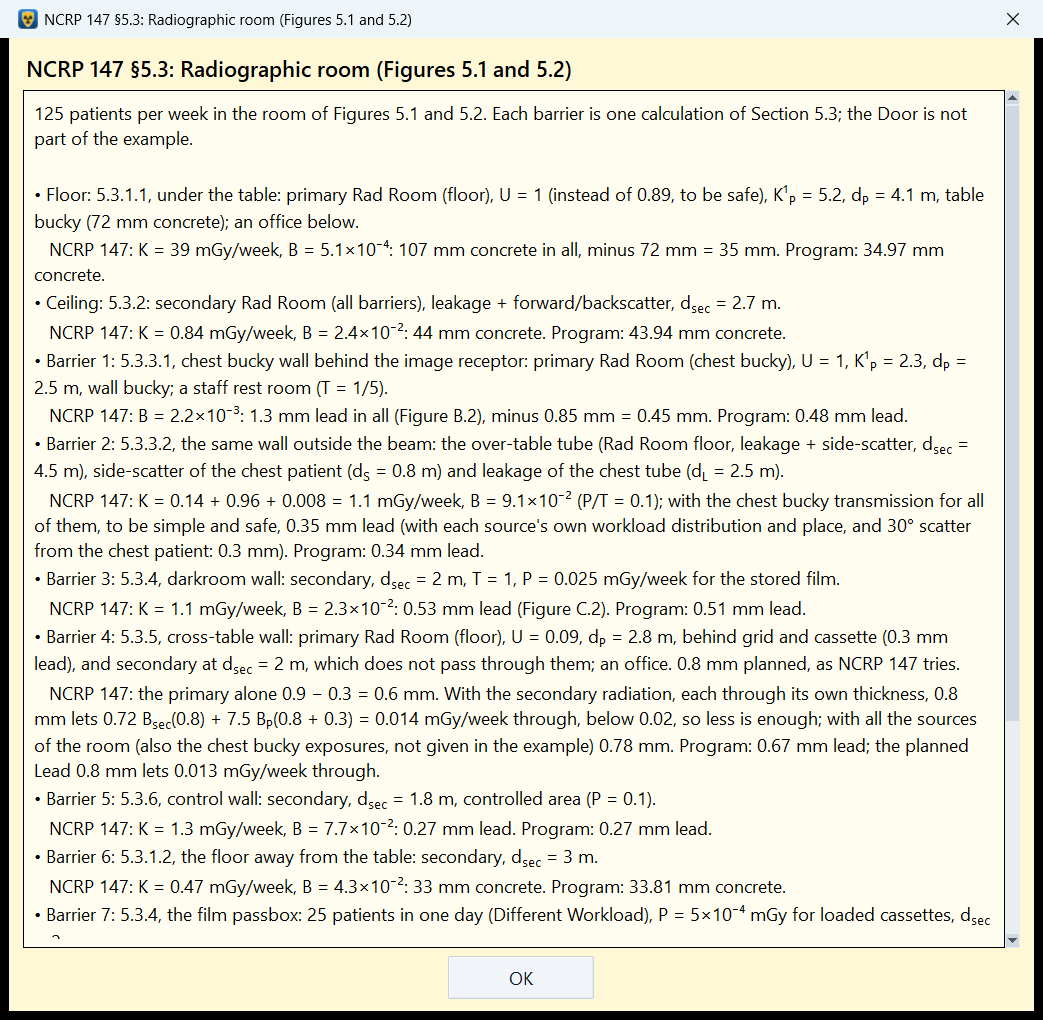 NCRP 147 §5.3: Radiographic room (Figures 5.1 and 5.2)
NCRP 147 §5.3: Radiographic room (Figures 5.1 and 5.2)
125 patients per week in the room of Figures 5.1 and 5.2. Each barrier is one calculation of Section 5.3; the Door is not
part of the example.
• Floor: 5.3.1.1, under the table: primary Rad Room (floor), U = 1 (instead of 0.89, to be safe), K¹ₚ = 5.2, dₚ = 4.1 m, table
bucky (72 mm concrete); an office below.
NCRP 147: K = 39 mGy/week, B = 5.1×10⁻⁴: 107 mm concrete in all, minus 72 mm = 35 mm. Program: 34.97 mm
concrete.
• Ceiling: 5.3.2: secondary Rad Room (all barriers), leakage + forward/backscatter, dsec = 2.7 m.
NCRP 147: K = 0.84 mGy/week, B = 2.4×10⁻²: 44 mm concrete. Program: 43.94 mm concrete.
• Barrier 1: 5.3.3.1, chest bucky wall behind the image receptor: primary Rad Room (chest bucky), U = 1, K¹ₚ = 2.3, dₚ =
2.5 m, wall bucky; a staff rest room (T = 1/5).
NCRP 147: B = 2.2×10⁻³: 1.3 mm lead in all (Figure B.2), minus 0.85 mm = 0.45 mm. Program: 0.48 mm lead.
• Barrier 2: 5.3.3.2, the same wall outside the beam: the over-table tube (Rad Room floor, leakage + side-scatter, dsec =
4.5 m), side-scatter of the chest patient (dS = 0.8 m) and leakage of the chest tube (dL = 2.5 m).
NCRP 147: K = 0.14 + 0.96 + 0.008 = 1.1 mGy/week, B = 9.1×10⁻² (P/T = 0.1); with the chest bucky transmission for all
of them, to be simple and safe, 0.35 mm lead (with each source's own workload distribution and place, and 30° scatter
from the chest patient: 0.3 mm). Program: 0.34 mm lead.
• Barrier 3: 5.3.4, darkroom wall: secondary, dsec = 2 m, T = 1, P = 0.025 mGy/week for the stored film.
NCRP 147: K = 1.1 mGy/week, B = 2.3×10⁻²: 0.53 mm lead (Figure C.2). Program: 0.51 mm lead.
• Barrier 4: 5.3.5, cross-table wall: primary Rad Room (floor), U = 0.09, dₚ = 2.8 m, behind grid and cassette (0.3 mm
lead), and secondary at dsec = 2 m, which does not pass through them; an office. 0.8 mm planned, as NCRP 147 tries.
NCRP 147: the primary alone 0.9 − 0.3 = 0.6 mm. With the secondary radiation, each through its own thickness, 0.8
mm lets 0.72 Bsec(0.8) + 7.5 Bₚ(0.8 + 0.3) = 0.014 mGy/week through, below 0.02, so less is enough; with all the sources
of the room (also the chest bucky exposures, not given in the example) 0.78 mm. Program: 0.67 mm lead; the planned
Lead 0.8 mm lets 0.013 mGy/week through.
• Barrier 5: 5.3.6, control wall: secondary, dsec = 1.8 m, controlled area (P = 0.1).
NCRP 147: K = 1.3 mGy/week, B = 7.7×10⁻²: 0.27 mm lead. Program: 0.27 mm lead.
• Barrier 6: 5.3.1.2, the floor away from the table: secondary, dsec = 3 m.
NCRP 147: K = 0.47 mGy/week, B = 4.3×10⁻²: 33 mm concrete. Program: 33.81 mm concrete.
• Barrier 7: 5.3.4, the film passbox: 25 patients in one day (Different Workload), P = 5×10⁻⁴ mGy for loaded cassettes, dsec
OK